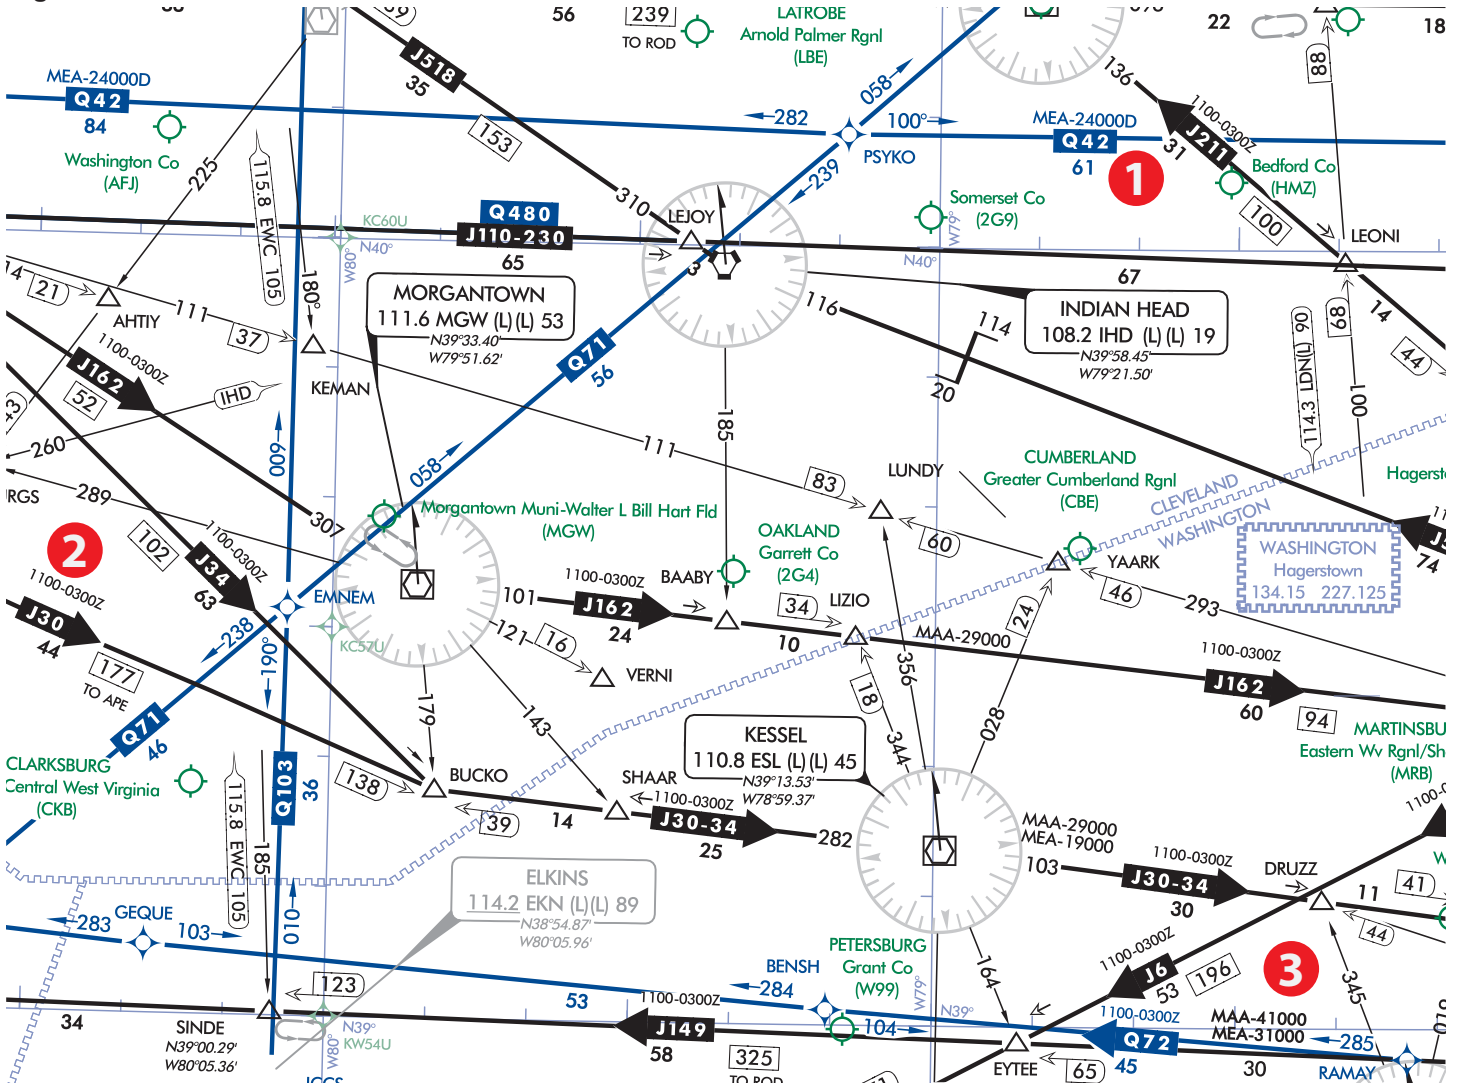 56
239
TO ROD
LATROBE
Arnold Palmer Rgnl
(LBE)
22
18
88
J518
35
153
310
MEA-24000D
Q42
84
Washington Co
(AFJ)
225
115.8 EWC 105
180°
282
058
100°
PSYKO
239
MEA-24000D
Q42
61
1
136
1100-0300Z
J211
31
100
Bedford Co
(HMZ)
Somerset Co
(2G9)
W79°
N40°
LEONI
67
14
44
68
001
114.3 LDN(L) 90
KC60U
N40°
W80°
Q480
J110-230
65
LEJOY
3
14
21
AHTIY
111
37
KEMAN
MORGANTOWN
111.6 MGW (L)(L) 53
N39°33.40'
W79°51.62'
INDIAN HEAD
108.2 IHD (L)(L) 19
N39°58.45'
W79°21.50'
116
114
20
Q71
56
1100-0300Z
J162
52
IHD
43
260
009
058
185
111
83
LUNDY
60
CUMBERLAND
Greater Cumberland Rgnl
(CBE)
CLEVELAND
WASHINGTON
Hagerst
WASHINGTON
Hagerstown
134.15 227.125
74
URGS
289
307
Morgantown Muni-Walter L Bill Hart Fld
(MGW)
OAKLAND
Garrett Co
(2G4)
YAARK
46
293
2
102
1100-0300Z
J34
63
1100-0300Z
J30
44
177
TO APE
EMNEM
KC57U
238
190°
Q71
46
101
1100-0300Z
J162
24
BAABY
34
10
LIZIO
MAA-29000
1100-0300Z
J162
60
94
121
16
VERNI
24
356
18
344
028
179
143
MARTINSBU
Eastern Wv Rgnl/Sh
(MRB)
CLARKSBURG
Central West Virginia
(CKB)
115.8 EWC 105
Q103
36
138
BUCKO
39
14
SHAAR
1100-0300Z
J30-34
25
282
KESSEL
110.8 ESL (L)(L) 45
N39°13.53'
W78°59.37'
MAA-29000
MEA-19000
103
1100-0300Z
J30-34
30
DRUZZ
11
41
44
1100-0
W
185
010
ELKINS
114.2 EKN (L)(L) 89
N38°54.87'
W80°05.96'
GEQUE
283
103
PETERSBURG
Grant Co
(W99)
BENSH
284
104
W79°
N39°
164
1100-0300Z
J6
53
196
3
345
010
34
SINDE
N39°00.29'
W80°05.36'
123
N39°
KW54U
W80°
53
1100-0300Z
J149
58
325
TO ROD
EYTEE
65
1100-0300Z
Q72
45
MAA-41000
MEA-31000
285
30
RAMAY